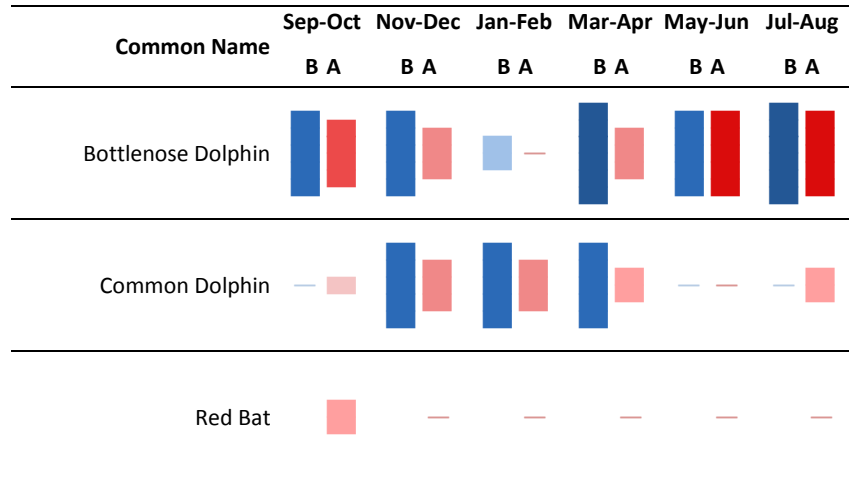 Common Name Sep-Oct Nov-Dec Jan-Feb Mar-Apr May-Jun Jul-Aug
B A B A B A B A B A B A
Bottlenose Dolphin
Common Dolphin
Red Bat